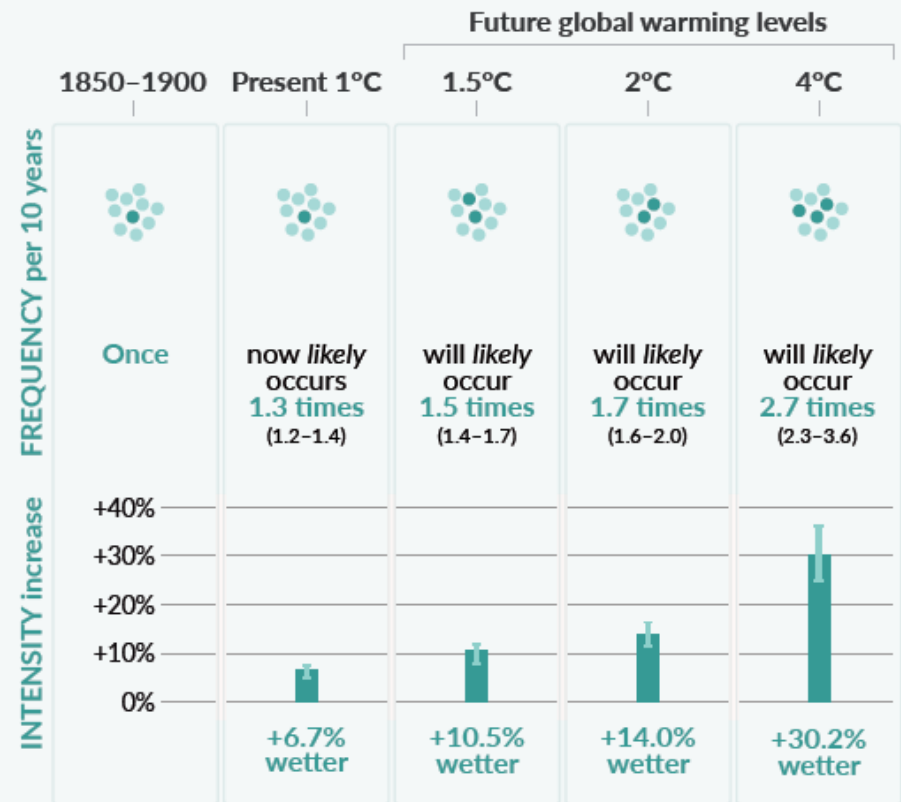 Future global warming levels
1850–1900
Present 1°C
1.5°C
2°C
4°C
FREQUENCY per 10 years
Once
now likely
occurs
1.3 times
(1.2–1.4)
will likely
occur
1.5 times
(1.4–1.7)
will likely
occur
1.7 times
(1.6–2.0)
will likely
occur
2.7 times
(2.3–3.6)
INTENSITY increase
+40%
+30%
+20%
+10%
0%
+6.7%
wetter
+10.5%
wetter
+14.0%
wetter
+30.2%
wetter